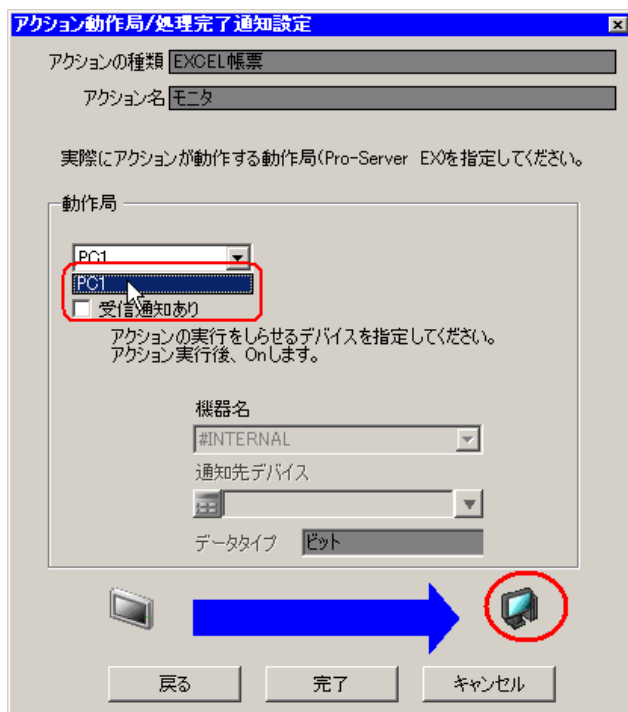 アクション動作局/処理完了通知設定
アクションの種類 EXCEL帳票
アクション名 モニタ
実際にアクションが動作する動作局(Pro-Server EX)を指定してください。
動作局
PC1
PC1
受信通知あり
アクションの実行をしらせるデバイスを指定してください。
アクション実行後、Onします。
機器名
#INTERNAL
通知先デバイス
データタイプ ビット
戻る 完了 キャンセル